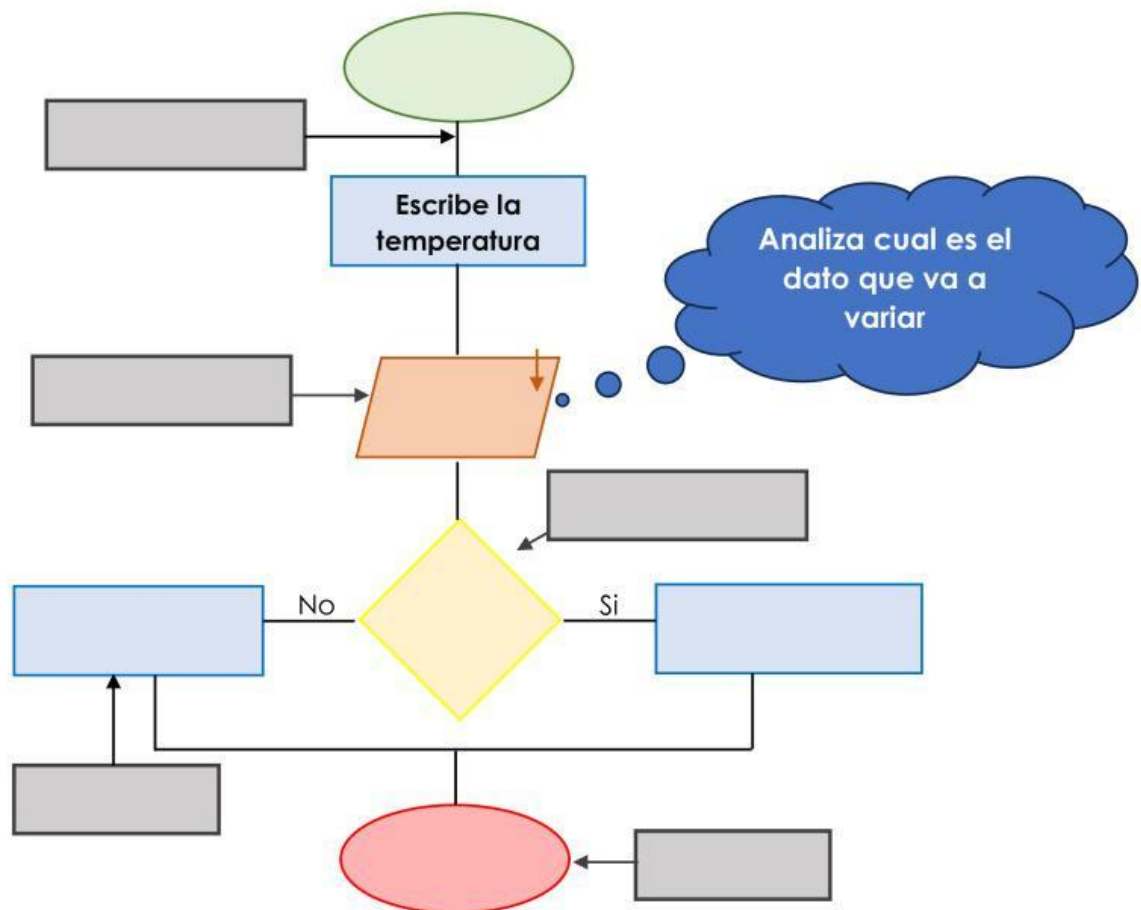 Escribe la
temperatura
Analiza cual es el
dato que va a
variar
No
Si